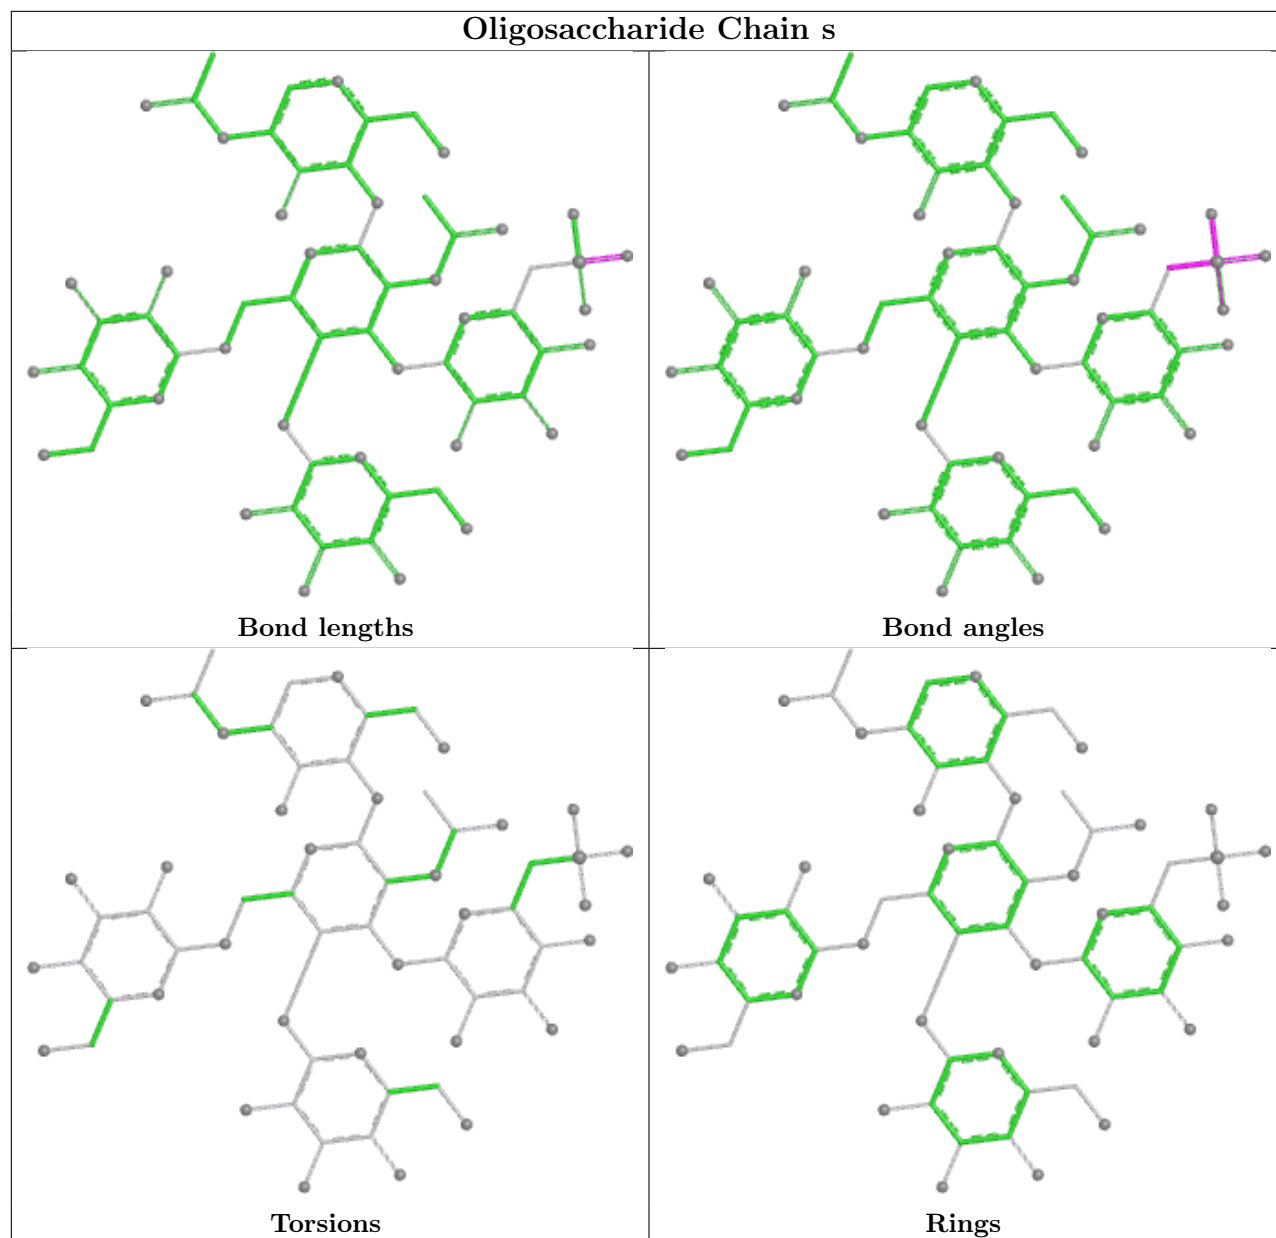 Oligosaccharide Chain s
Bond lengths
Bond angles
Torsions
Rings